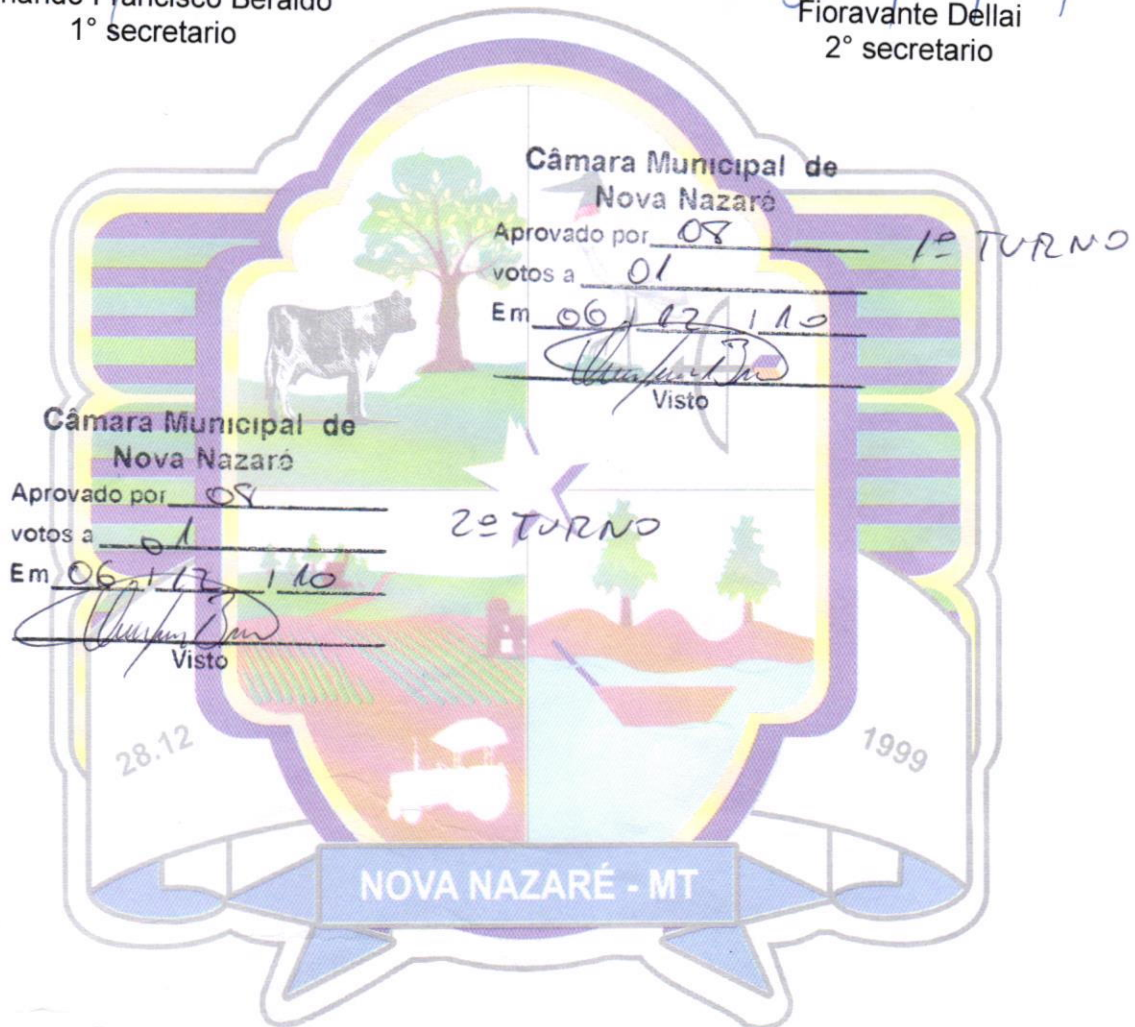 Francisco Beraldo
1° secretario
Fioravante Dellai
2° secretario
Câmara Municipal de
Nova Nazaré
Aprovado por 08
votos a 01
Em 06 / 12 / 10
Visto
1º TURNO
Câmara Municipal de
Nova Nazaré
Aprovado por 08
votos a 01
Em 06 / 12 / 10
Visto
2º TURNO
28.12
1999
NOVA NAZARÉ - MT